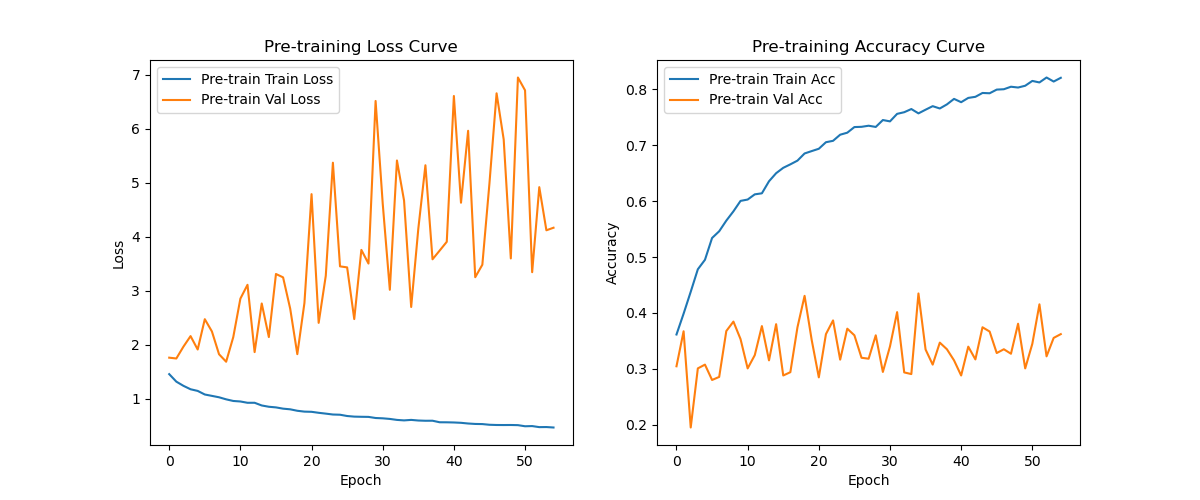 Pre-training Loss Curve
Pre-train Train Loss
Pre-train Val Loss
7
6
5
4
3
2
1
Loss
0 10 20 30 40 50
Epoch
Pre-training Accuracy Curve
Pre-train Train Acc
Pre-train Val Acc
0.8
0.7
0.6
0.5
0.4
0.3
0.2
Accuracy
0 10 20 30 40 50
Epoch